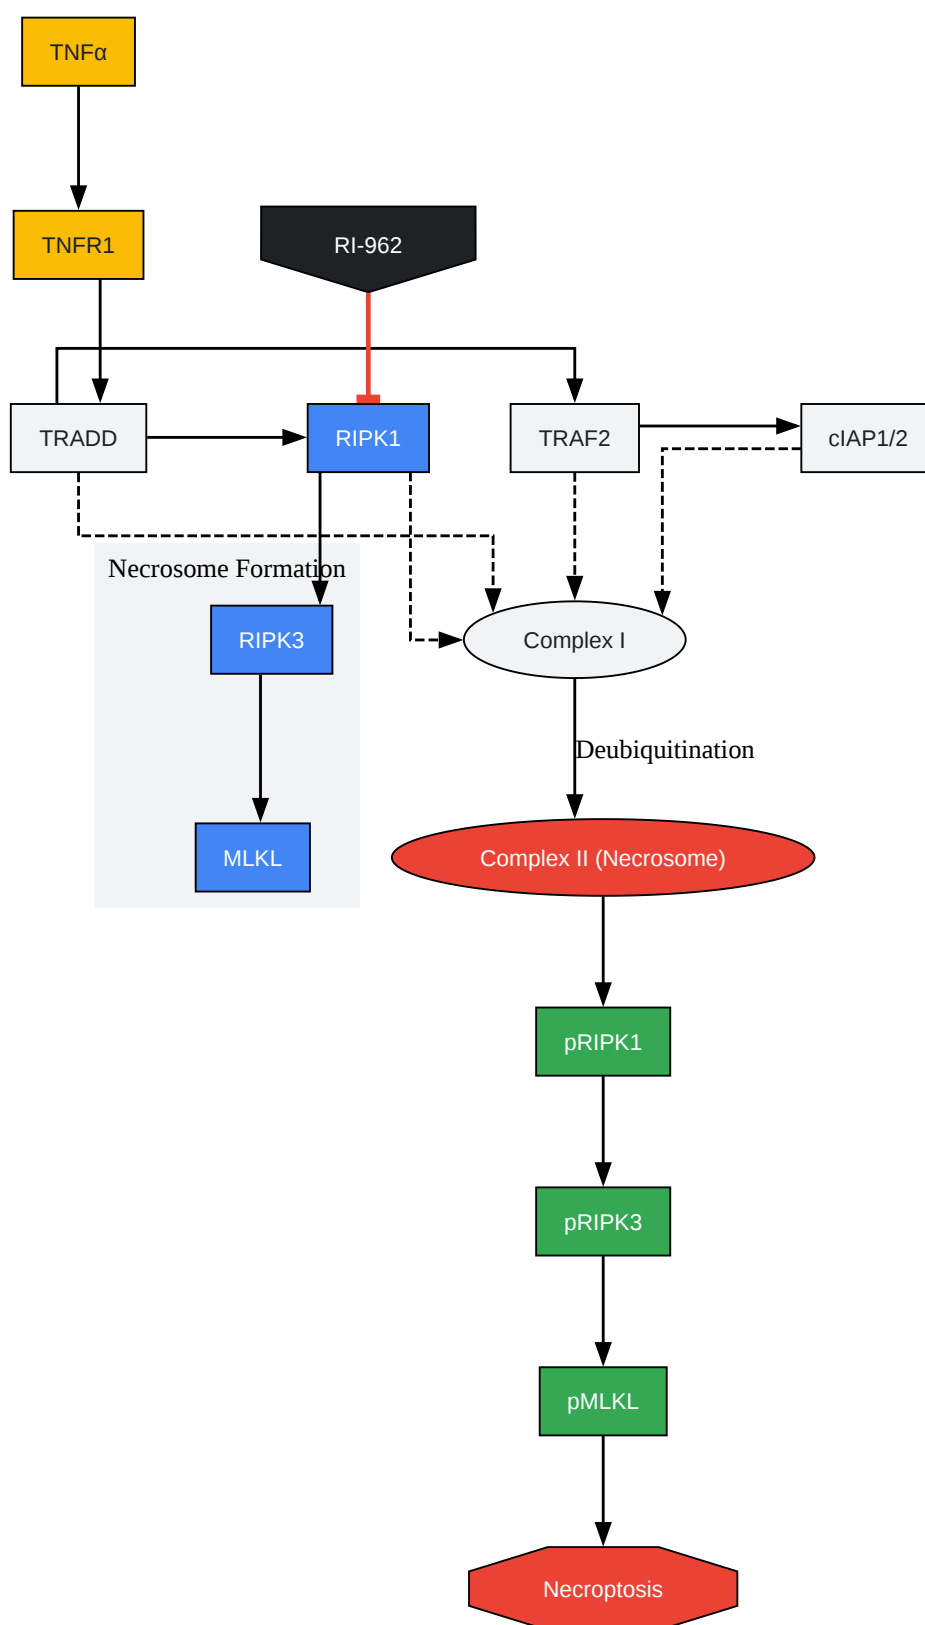 TNFα
TNFR1
RI-962
TRADD
RIPK1
TRAF2
cIAP1/2
Necrosome Formation
RIPK3
Complex I
Deubiquitination
MLKL
Complex II (Necrosome)
pRIPK1
pRIPK3
pMLKL
Necroptosis